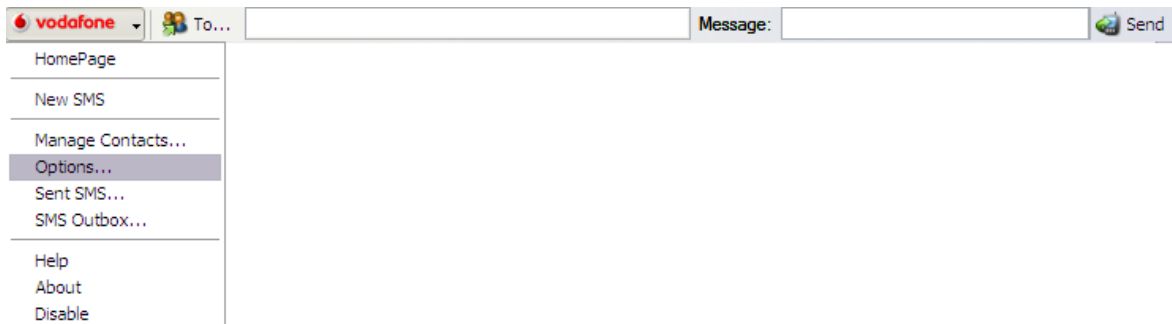 vodafone To... Message: Send
HomePage
New SMS
Manage Contacts...
Options...
Sent SMS...
SMS Outbox...
Help
About
Disable